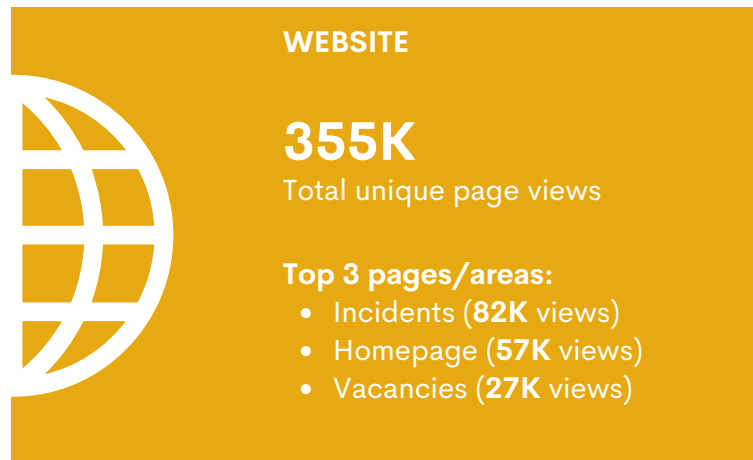 WEBSITE
355K
Total unique page views
Top 3 pages/areas:
• Incidents (82K views)
• Homepage (57K views)
• Vacancies (27K views)